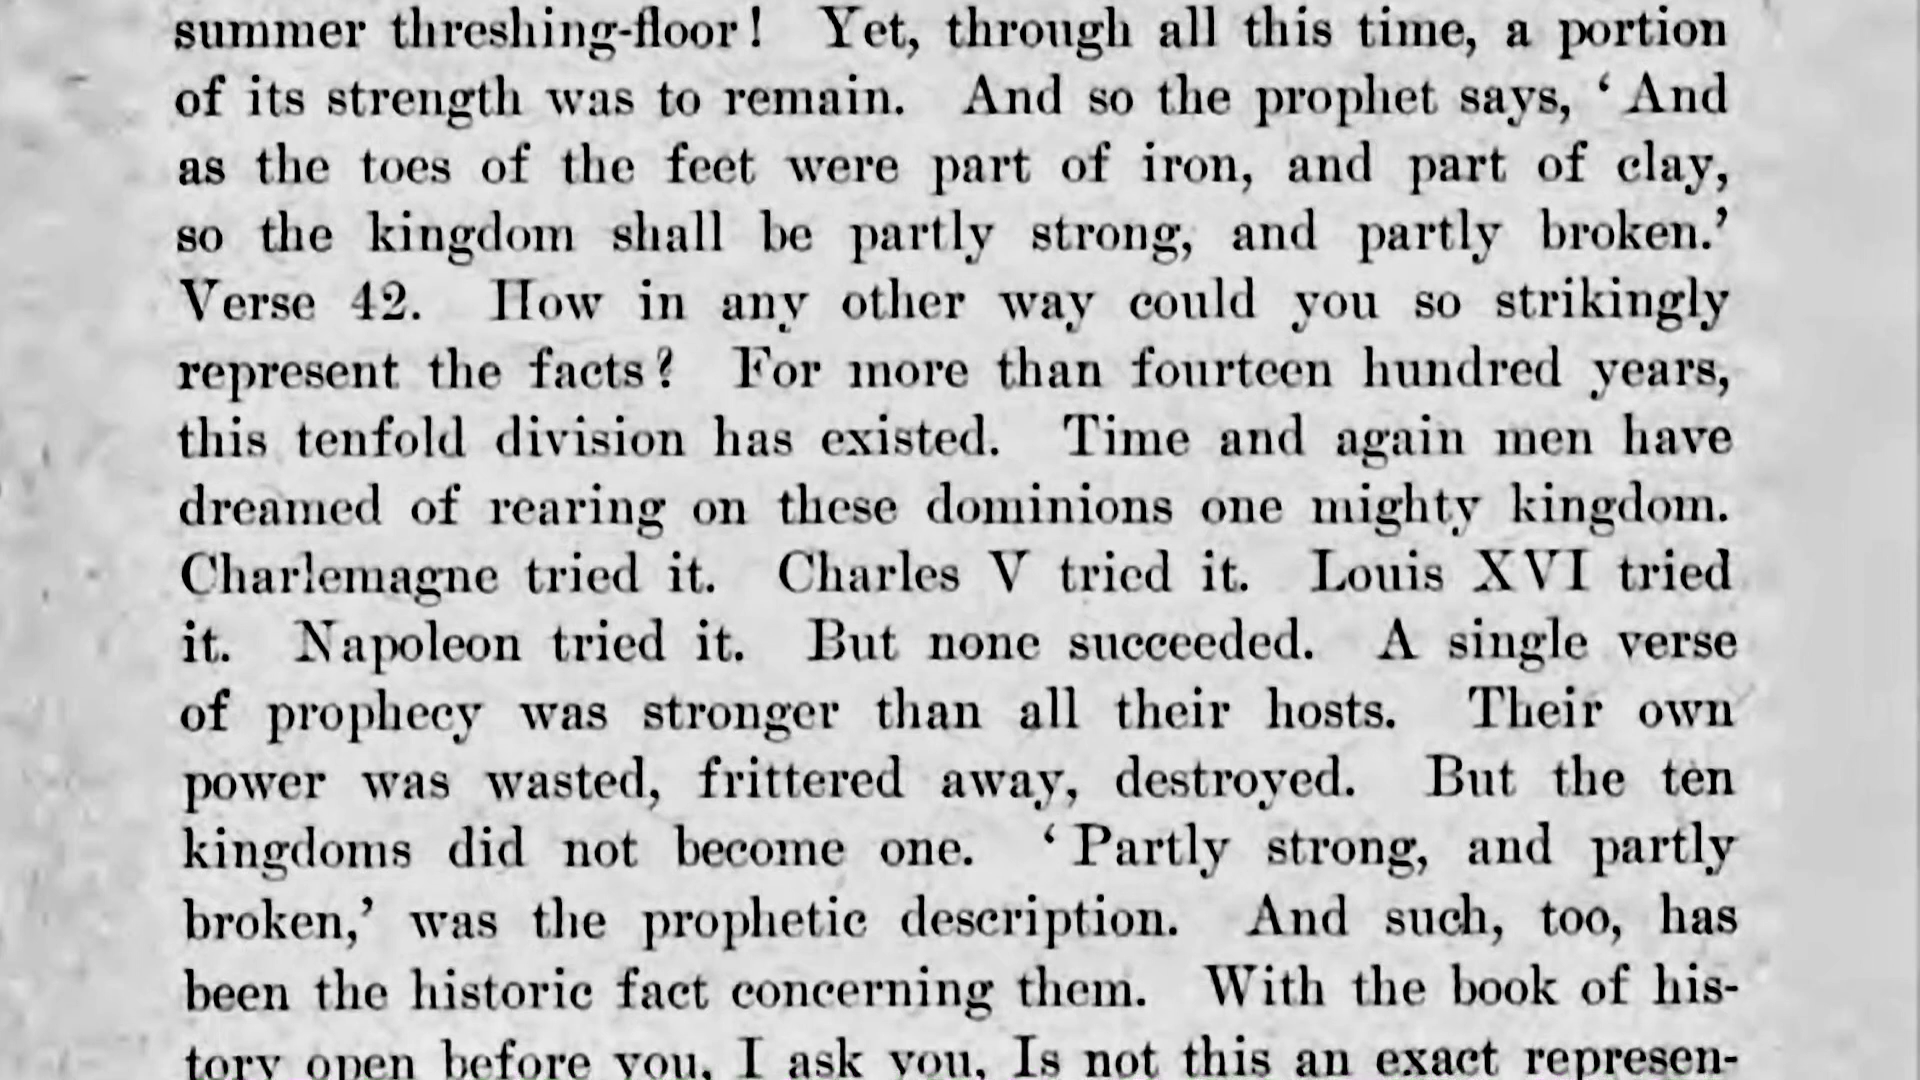 summer threshing-floor! Yet, through all this time, a portion
of its strength was to remain. And so the prophet says, ‘And
as the toes of the feet were part of iron, and part of clay,
so the kingdom shall be partly strong, and partly broken.’
Verse 42. How in any other way could you so strikingly
represent the facts? For more than fourteen hundred years,
this tenfold division has existed. Time and again men have
dreamed of rearing on these dominions one mighty kingdom.
Charlemagne tried it. Charles V tried it. Louis XVI tried
it. Napoleon tried it. But none succeeded. A single verse
of prophecy was stronger than all their hosts. Their own
power was wasted, frittered away, destroyed. But the ten
kingdoms did not become one. ‘Partly strong, and partly
broken,’ was the prophetic description. And such, too, has
been the historic fact concerning them. With the book of his-
tory open before you, I ask you, Is not this an exact represen-